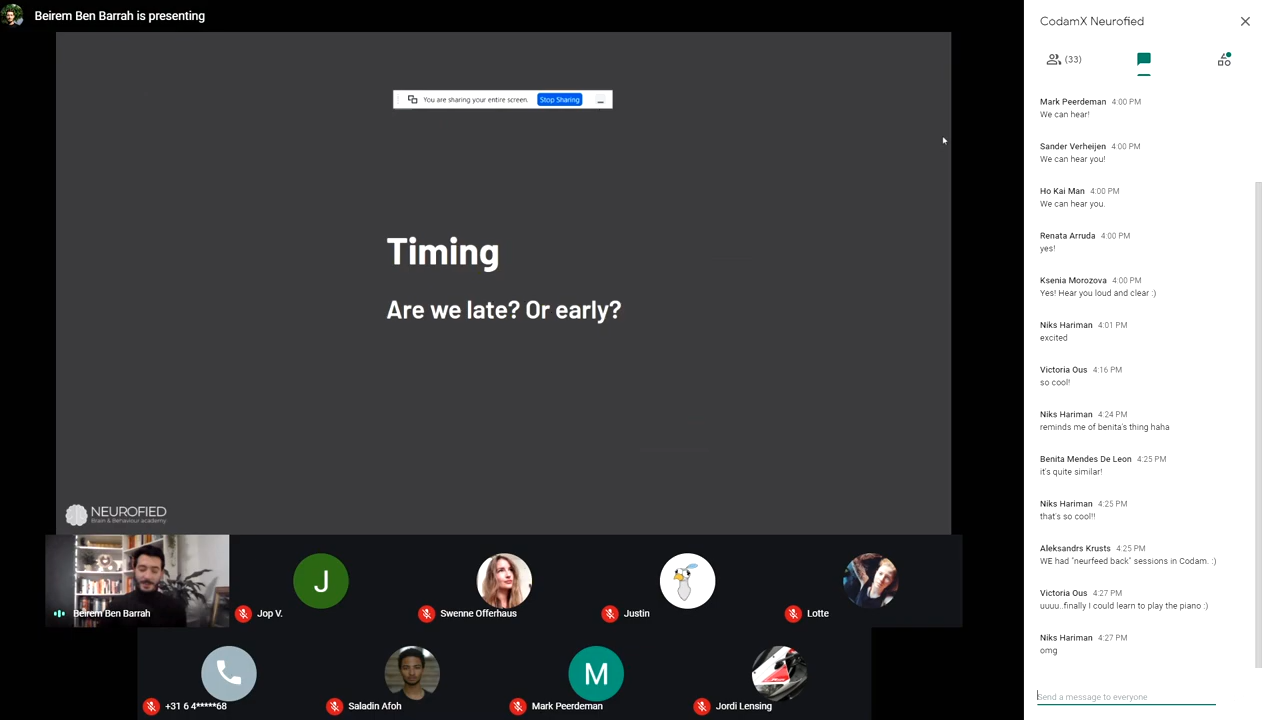 Beirem Ben Barrah is presenting
You are sharing your entire screen. Stop Sharing
Timing
Are we late? Or early?
NEUROFIED
Brain & Behaviour academy
Beirem Ben Barrah
Jop V.
Swenne Offerhaus
Justin
Lotte
+31 6 4*****68
Saladin Afoh
Mark Peerdeman
Jordi Lensing
J
M
CodamX Neurofied
(33)
Mark Peerdeman 4:00 PM
We can hear!
Sander Verheijen 4:00 PM
We can hear you!
Ho Kai Man 4:00 PM
We can hear you.
Renata Arruda 4:00 PM
yes!
Ksenia Morozova 4:00 PM
Yes! Hear you loud and clear :)
Niks Hariman 4:01 PM
excited
Victoria Ous 4:16 PM
so cool!
Niks Hariman 4:24 PM
reminds me of benita's thing haha
Benita Mendes De Leon 4:25 PM
it's quite similar!
Niks Hariman 4:25 PM
that's so cool!!
Aleksandrs Krusts 4:25 PM
WE had "neurfeed back" sessions in Codam. :)
Victoria Ous 4:27 PM
uuuu..finally I could learn to play the piano :)
Niks Hariman 4:27 PM
omg
Send a message to everyone